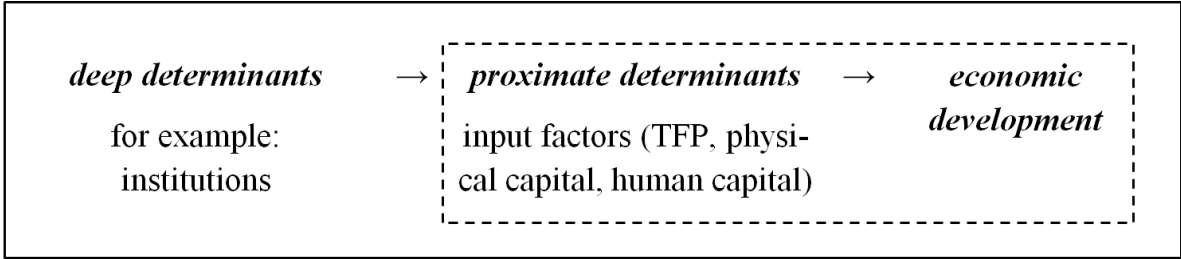 deep determinants → proximate determinants → economic
development
for example:
institutions
input factors (TFP, physi-
cal capital, human capital)